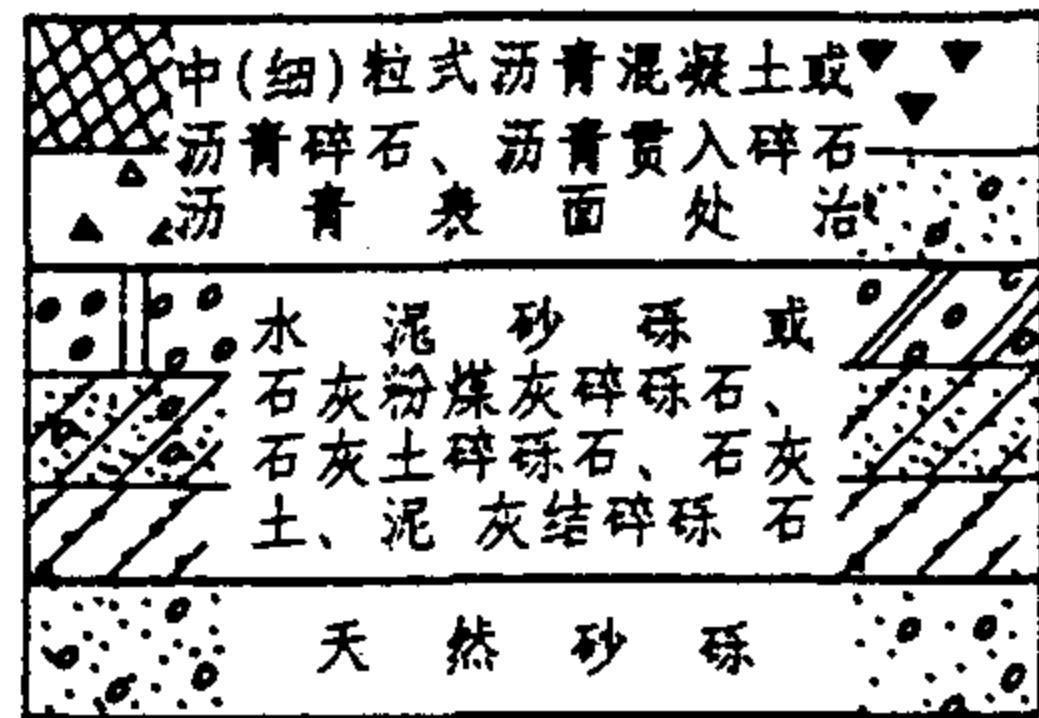 中(细)粒式沥青混凝土或
沥青碎石、沥青贯入碎石
沥青表面处治
水泥砂砾或
石灰粉煤灰碎砾石、
石灰土碎砾石、石灰
土、泥灰结碎砾石
天然砂砾